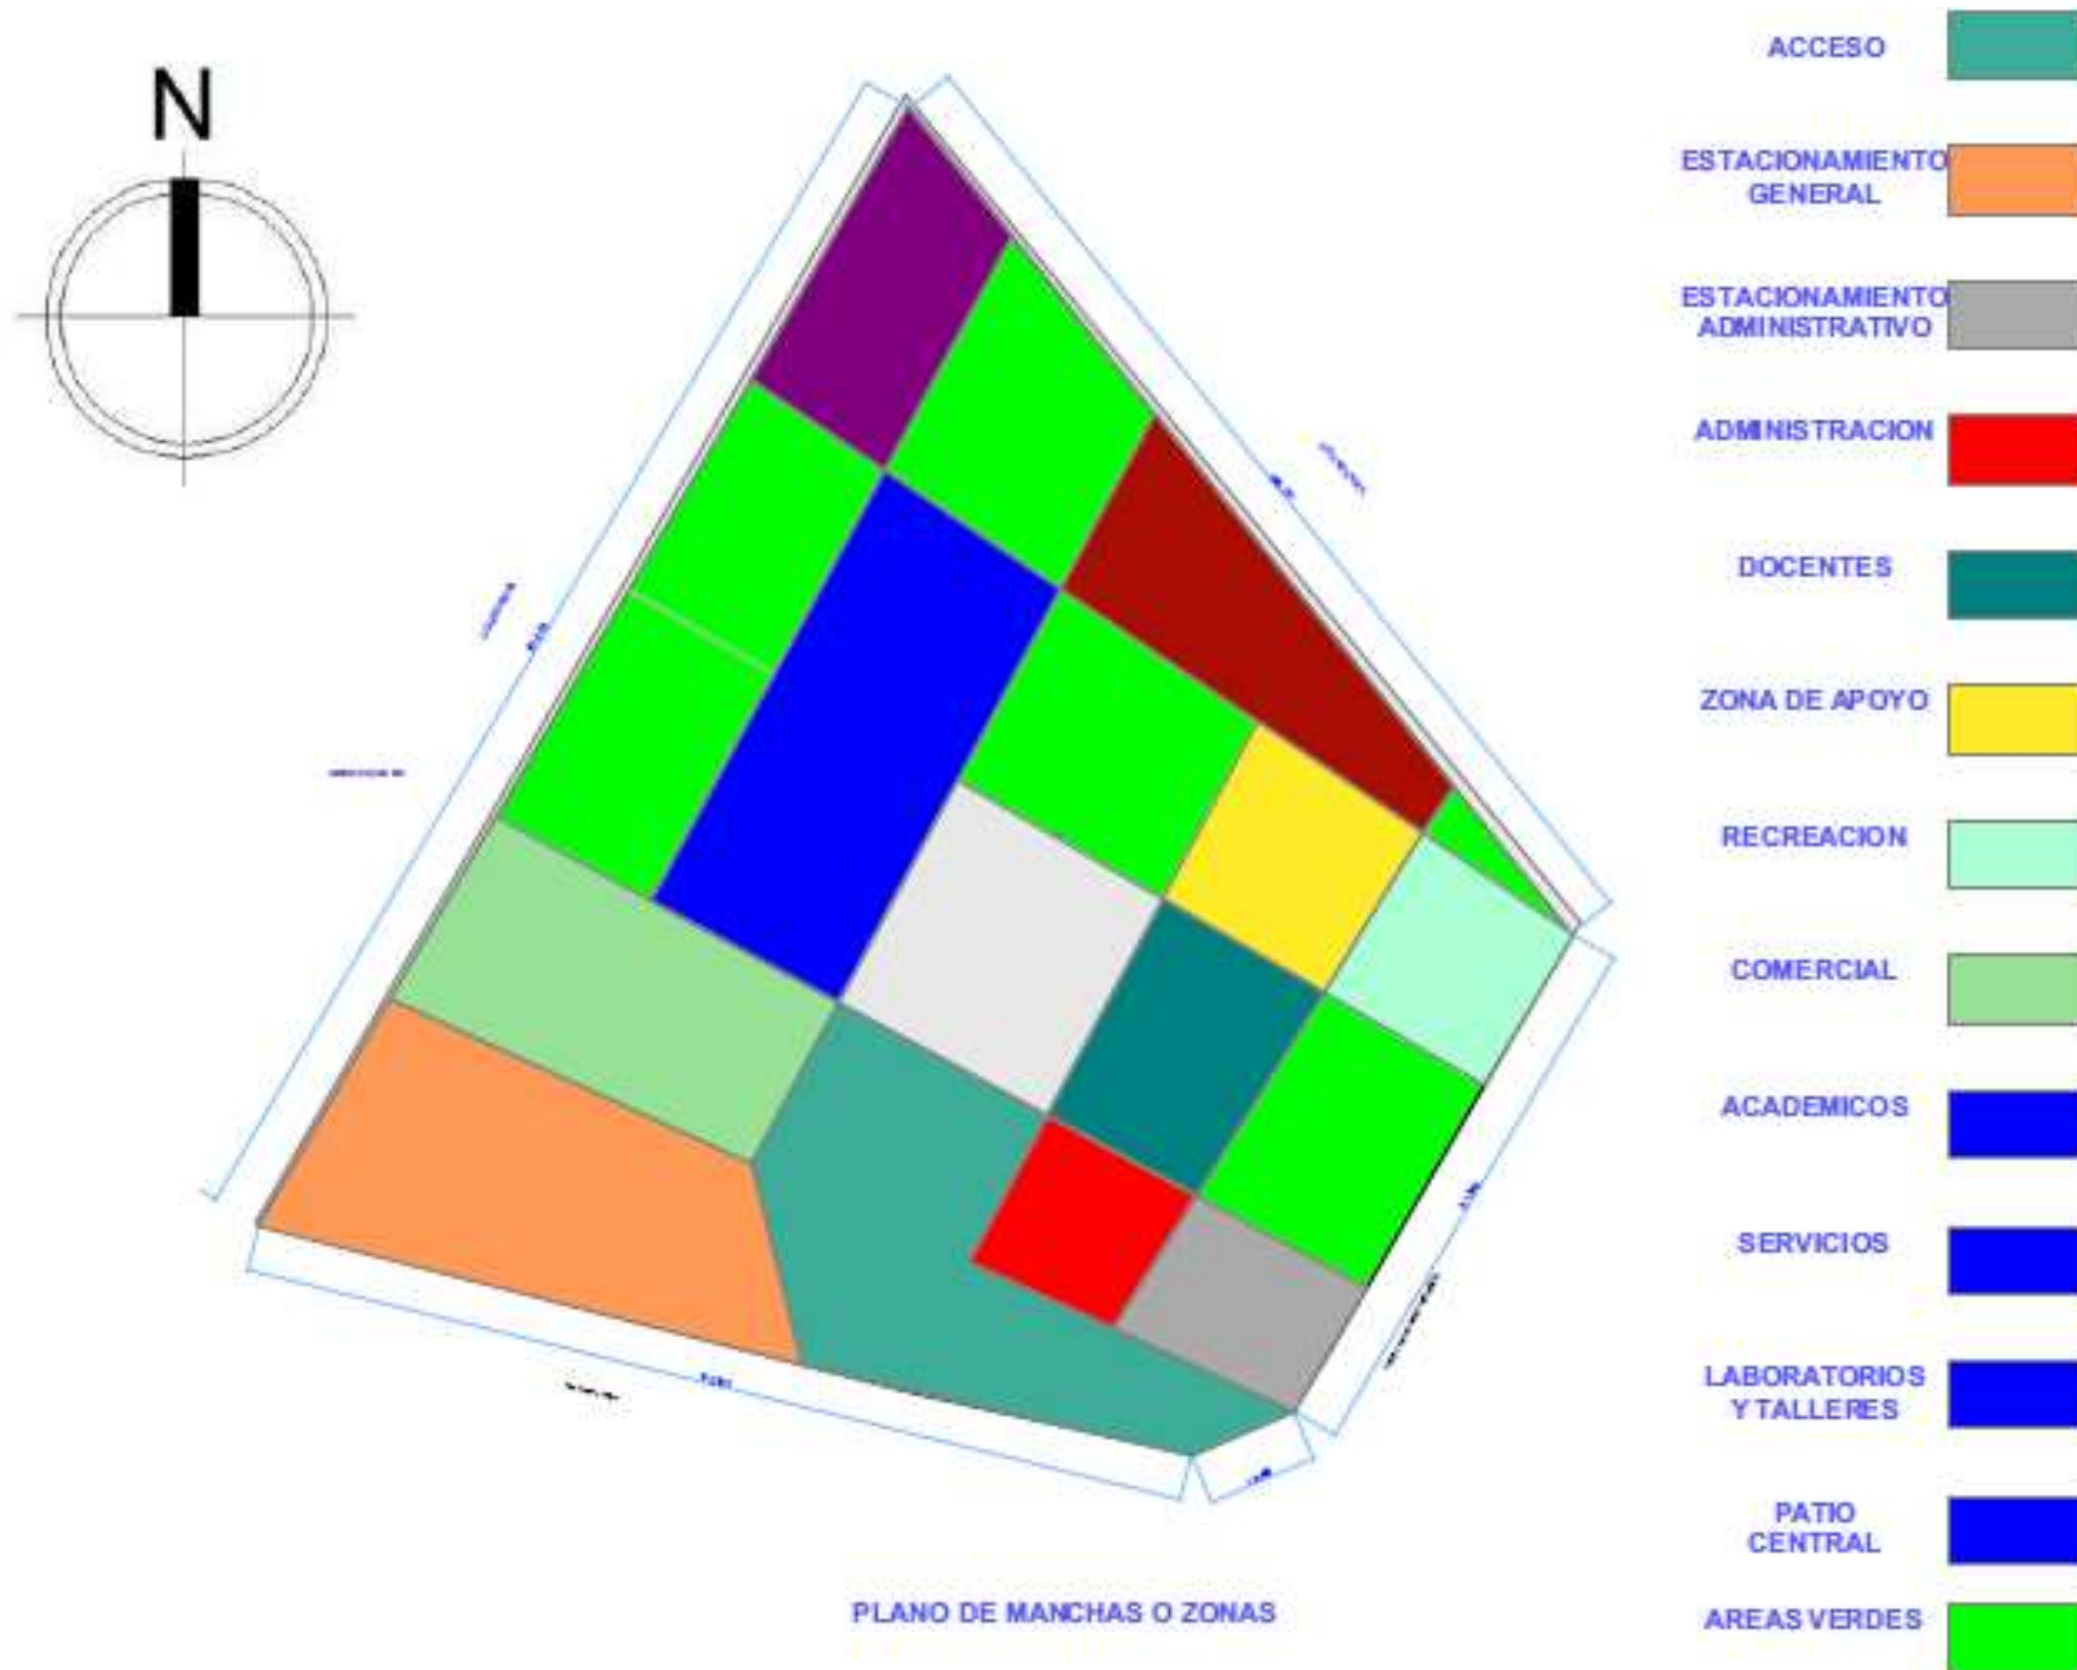 N
ACCESO
ESTACIONAMIENTO
GENERAL
ESTACIONAMIENTO
ADMINISTRATIVO
ADMINISTRACION
DOCENTES
ZONA DE APOYO
RECREACION
COMERCIAL
ACADEMICOS
SERVICIOS
LABORATORIOS
Y TALLERES
PATIO
CENTRAL
AREAS VERDES
PLANO DE MANCHAS O ZONAS